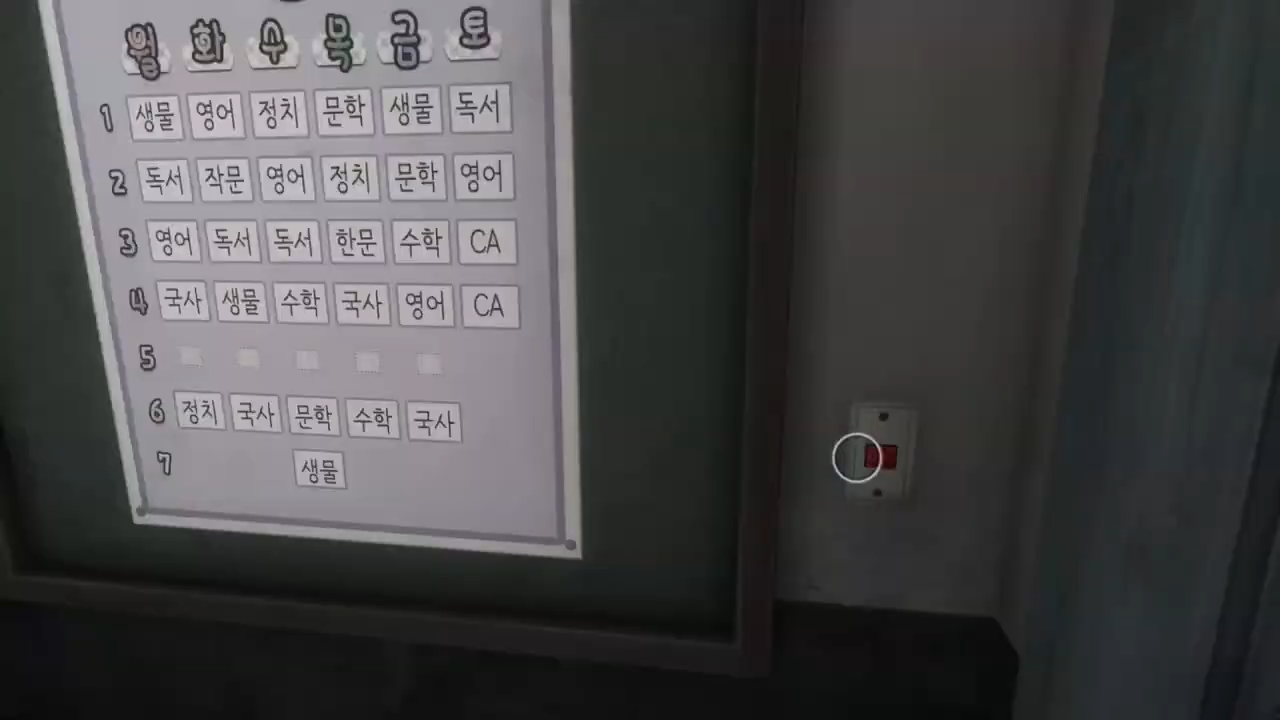 월 화 수 목 금 토
1 생물 영어 정치 문학 생물 독서
2 독서 작문 영어 정치 문학 영어
3 영어 독서 독서 한문 수학 CA
4 국사 생물 수학 국사 영어 CA
5
6 정치 국사 문학 수학 국사
7 생물